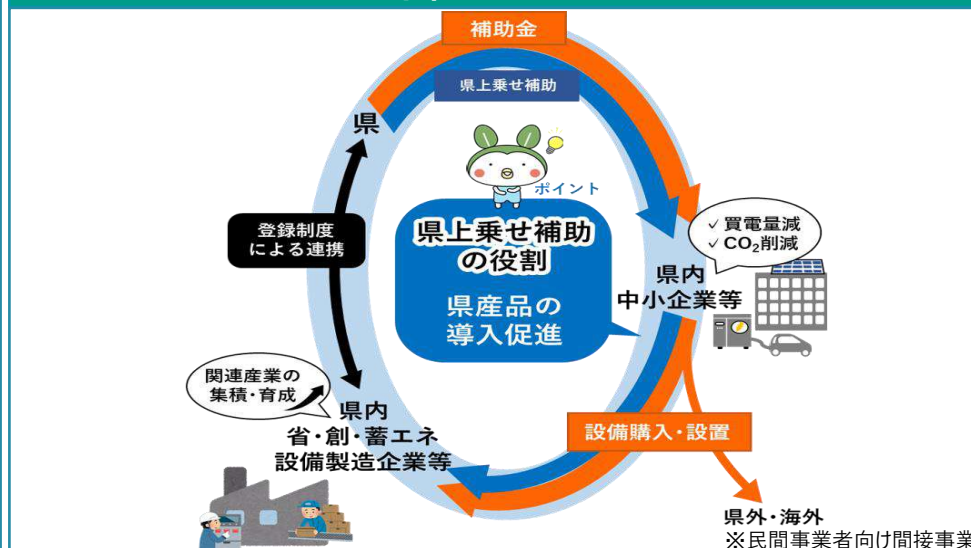 補助金
県上乗せ補助
県
ポイント
県上乗せ補助
の役割
県産品の
導入促進
登録制度
による連携
✓買電量減
✓CO₂削減
県内
中小企業等
関連産業の
集積・育成
県内
省・創・蓄エネ
設備製造企業等
設備購入・設置
県外・海外
※民間事業者向け間接事業